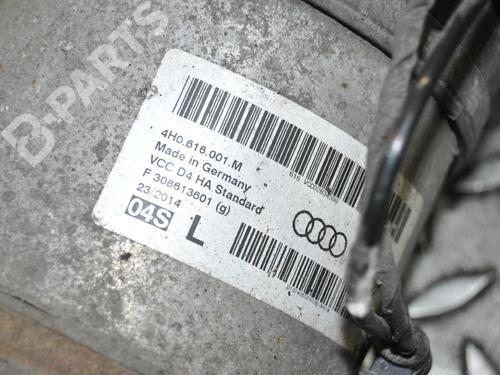 B-PARTS
4H0.616.001.M
Made in Germany
VCC D4 HA Standard
F 308613601 (g)
23/2014
04S L